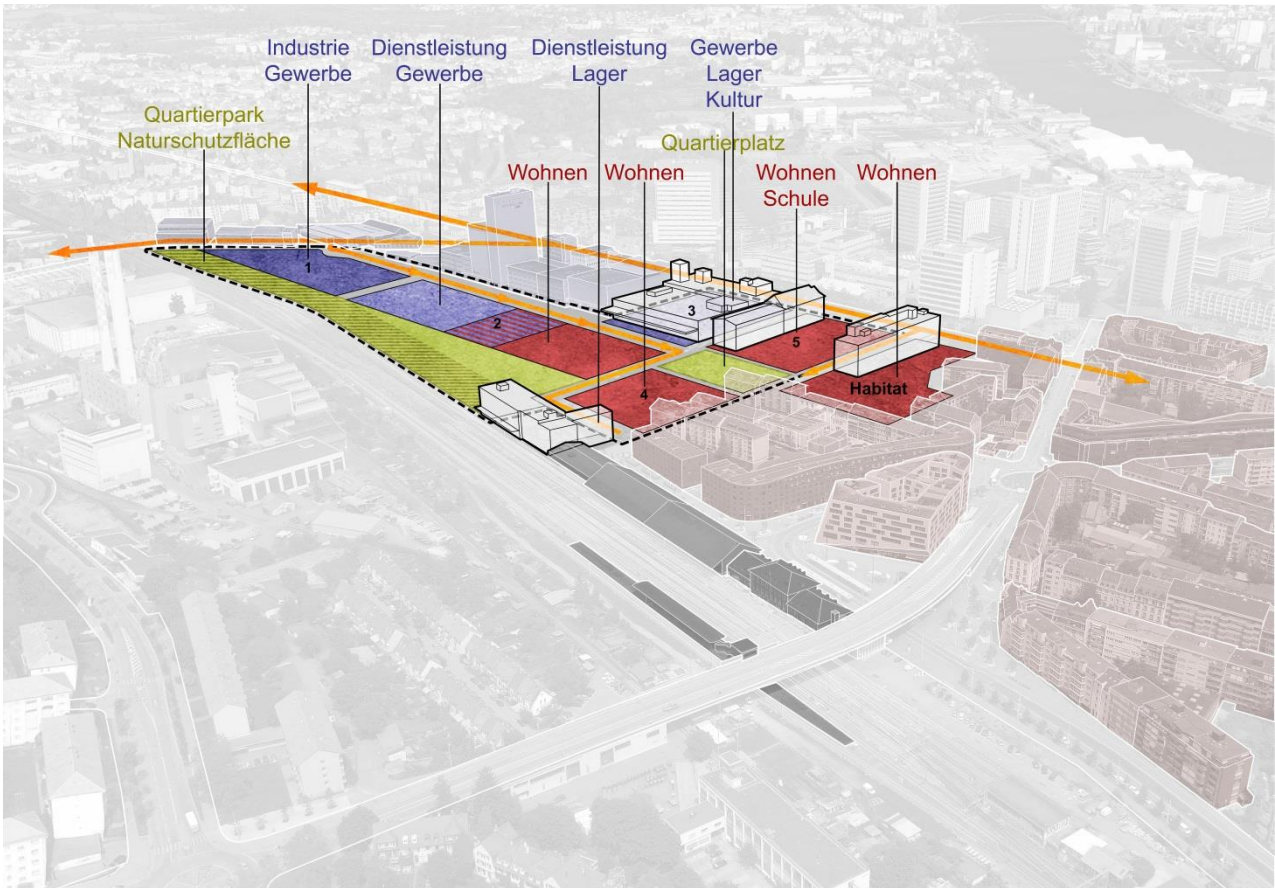 Industrie
Gewerbe
Dienstleistung
Gewerbe
Dienstleistung
Lager
Gewerbe
Lager
Kultur
Quartierpark
Naturschutzfläche
Quartierplatz
Wohnen
Wohnen
Wohnen
Schule
Wohnen
1
2
3
4
5
Habitat